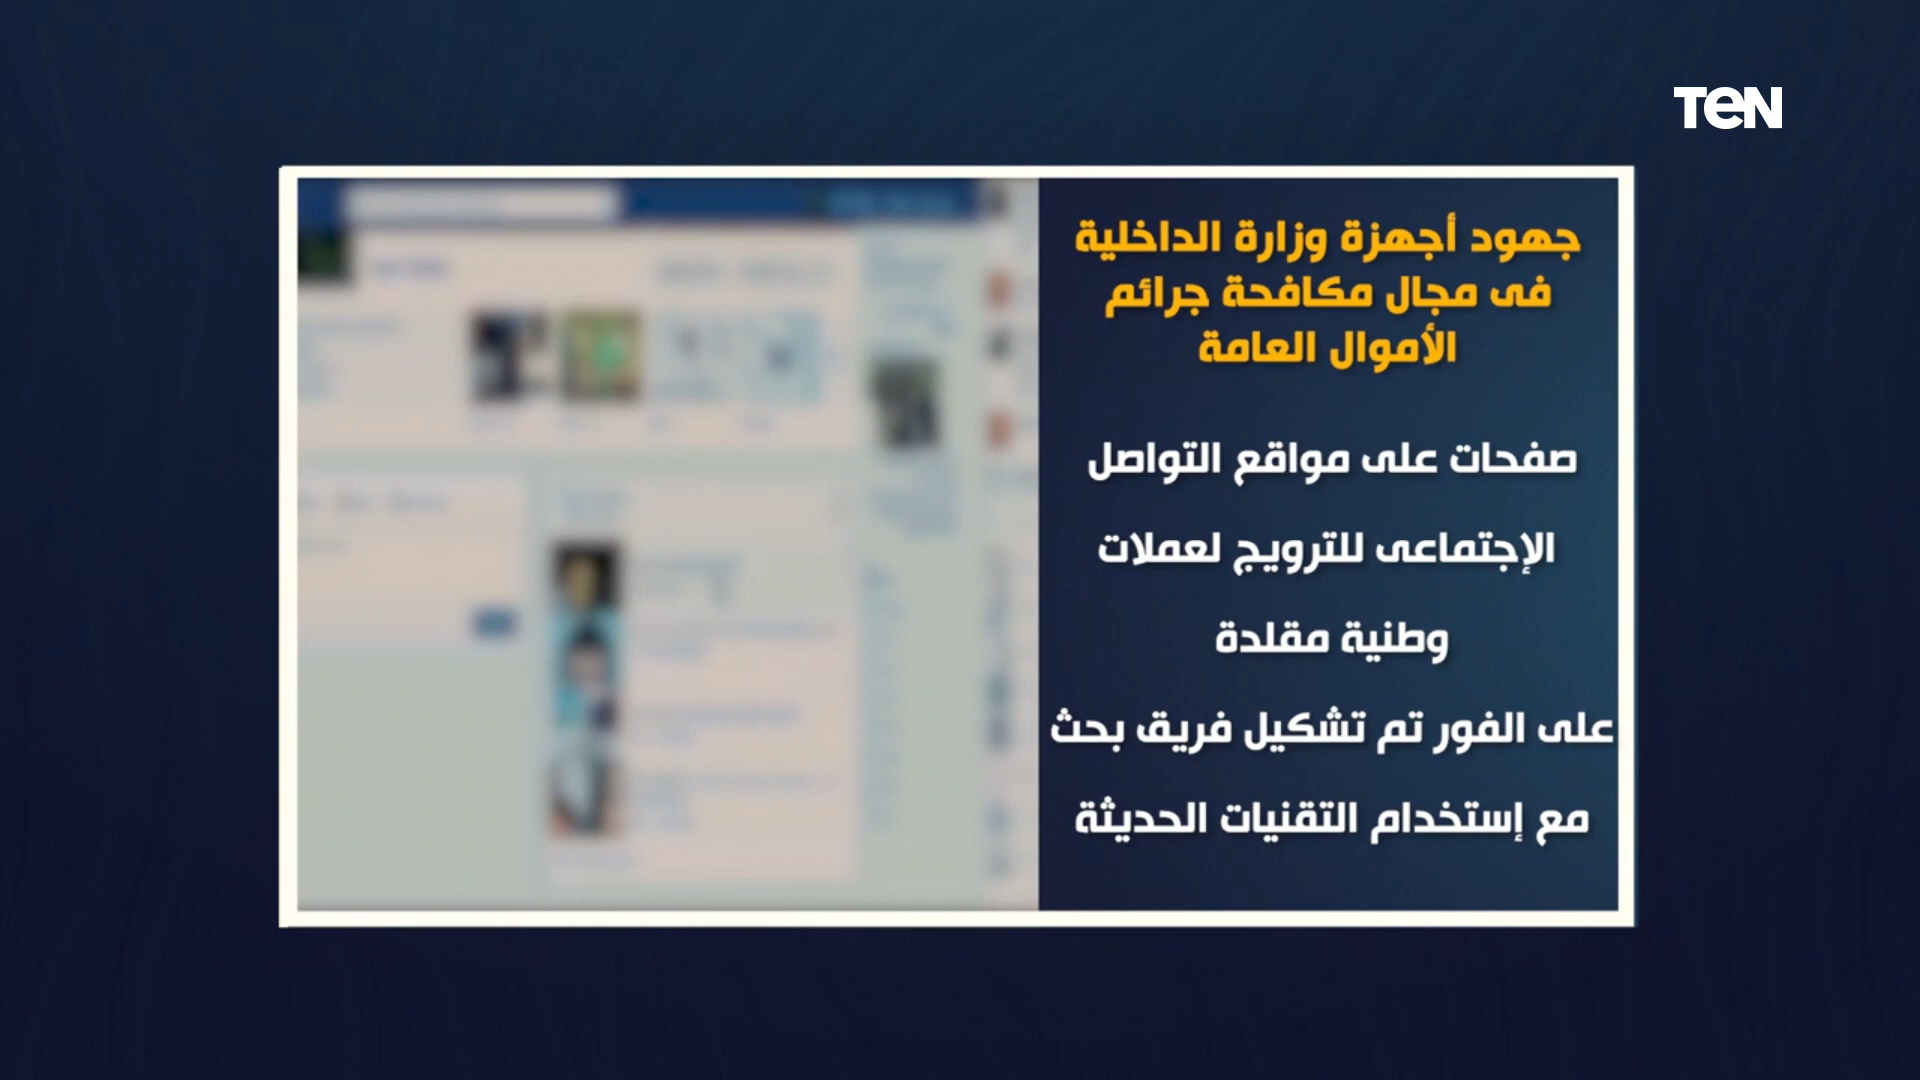 TEN
جهود أجهزة وزارة الداخلية
فى مجال مكافحة جرائم
الأموال العامة
صفحات على مواقع التواصل
الإجتماعى للترويج لعملات
وطنية مقلدة
على الفور تم تشكيل فريق بحث
مع إستخدام التقنيات الحديثة